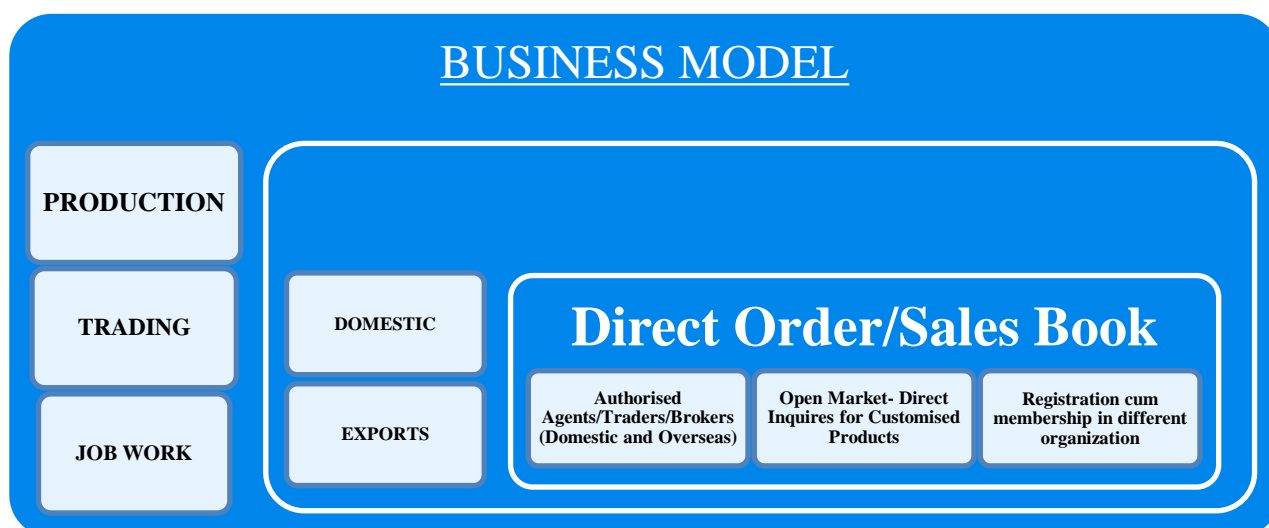 BUSINESS MODEL
PRODUCTION
TRADING
JOB WORK
DOMESTIC
EXPORTS
Direct Order/Sales Book
Authorised
Agents/Traders/Brokers
(Domestic and Overseas)
Open Market- Direct
Inquires for Customised
Products
Registration cum
membership in different
organization